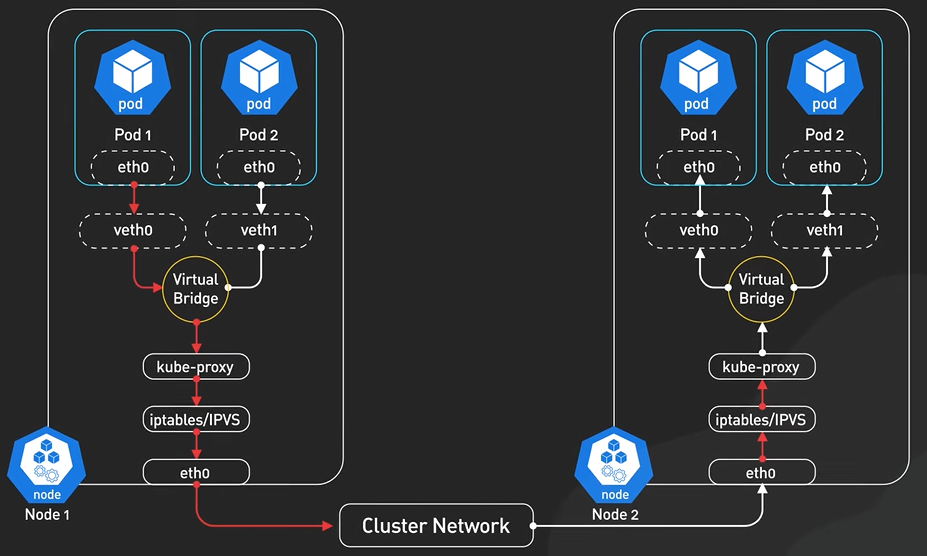 pod
Pod 1
eth0
pod
Pod 2
eth0
veth0
veth1
Virtual
Bridge
kube-proxy
iptables/IPVS
eth0
node
Node 1
Cluster Network
pod
Pod 1
eth0
pod
Pod 2
eth0
veth0
veth1
Virtual
Bridge
kube-proxy
iptables/IPVS
eth0
node
Node 2